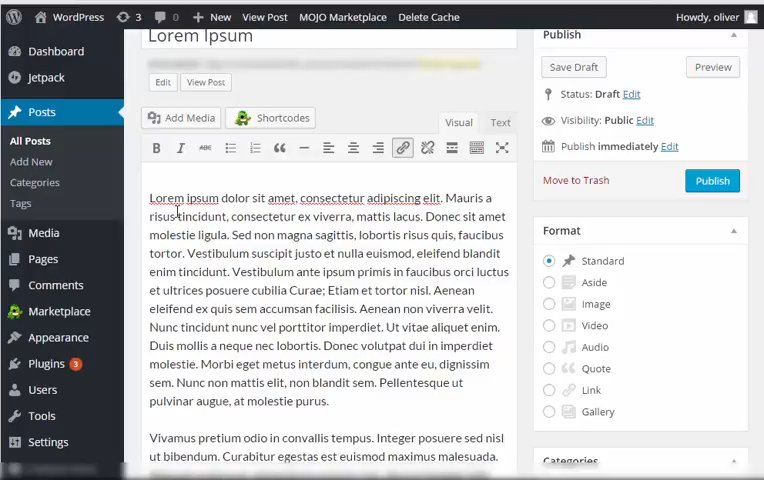 WordPress 3 0 + New View Post MOJO Marketplace Delete Cache Howdy, oliver
Dashboard
Jetpack
Posts
All Posts
Add New
Categories
Tags
Media
Pages
Comments
Marketplace
Appearance
Plugins 3
Users
Tools
Settings
Lorem Ipsum
Edit View Post
Add Media Shortcodes
Visual Text
B I ABC
Lorem ipsum dolor sit amet, consectetur adipiscing elit. Mauris a
risus tincidunt, consectetur ex viverra, mattis lacus. Donec sit amet
molestie ligula. Sed non magna sagittis, lobortis risus quis, faucibus
tortor. Vestibulum suscipit justo et nulla euismod, eleifend blandit
enim tincidunt. Vestibulum ante ipsum primis in faucibus orci luctus
et ultrices posuere cubilia Curae; Etiam et tortor nisl. Aenean
eleifend ex quis sem accumsan facilisis. Aenean non viverra velit.
Nunc tincidunt nunc vel porttitor imperdiet. Ut vitae aliquet enim.
Duis mollis a neque nec lobortis. Donec volutpat dui in imperdiet
molestie. Morbi eget metus interdum, congue ante eu, dignissim
sem. Nunc non mattis elit, non blandit sem. Pellentesque ut
pulvinar augue, at molestie purus.
Vivamus pretium odio in convallis tempus. Integer posuere sed nisl
ut bibendum. Curabitur egestas est euismod maximus malesuada.
Publish
Save Draft Preview
Status: Draft Edit
Visibility: Public Edit
Publish immediately Edit
Move to Trash Publish
Format
Standard
Aside
Image
Video
Audio
Quote
Link
Gallery
Categories